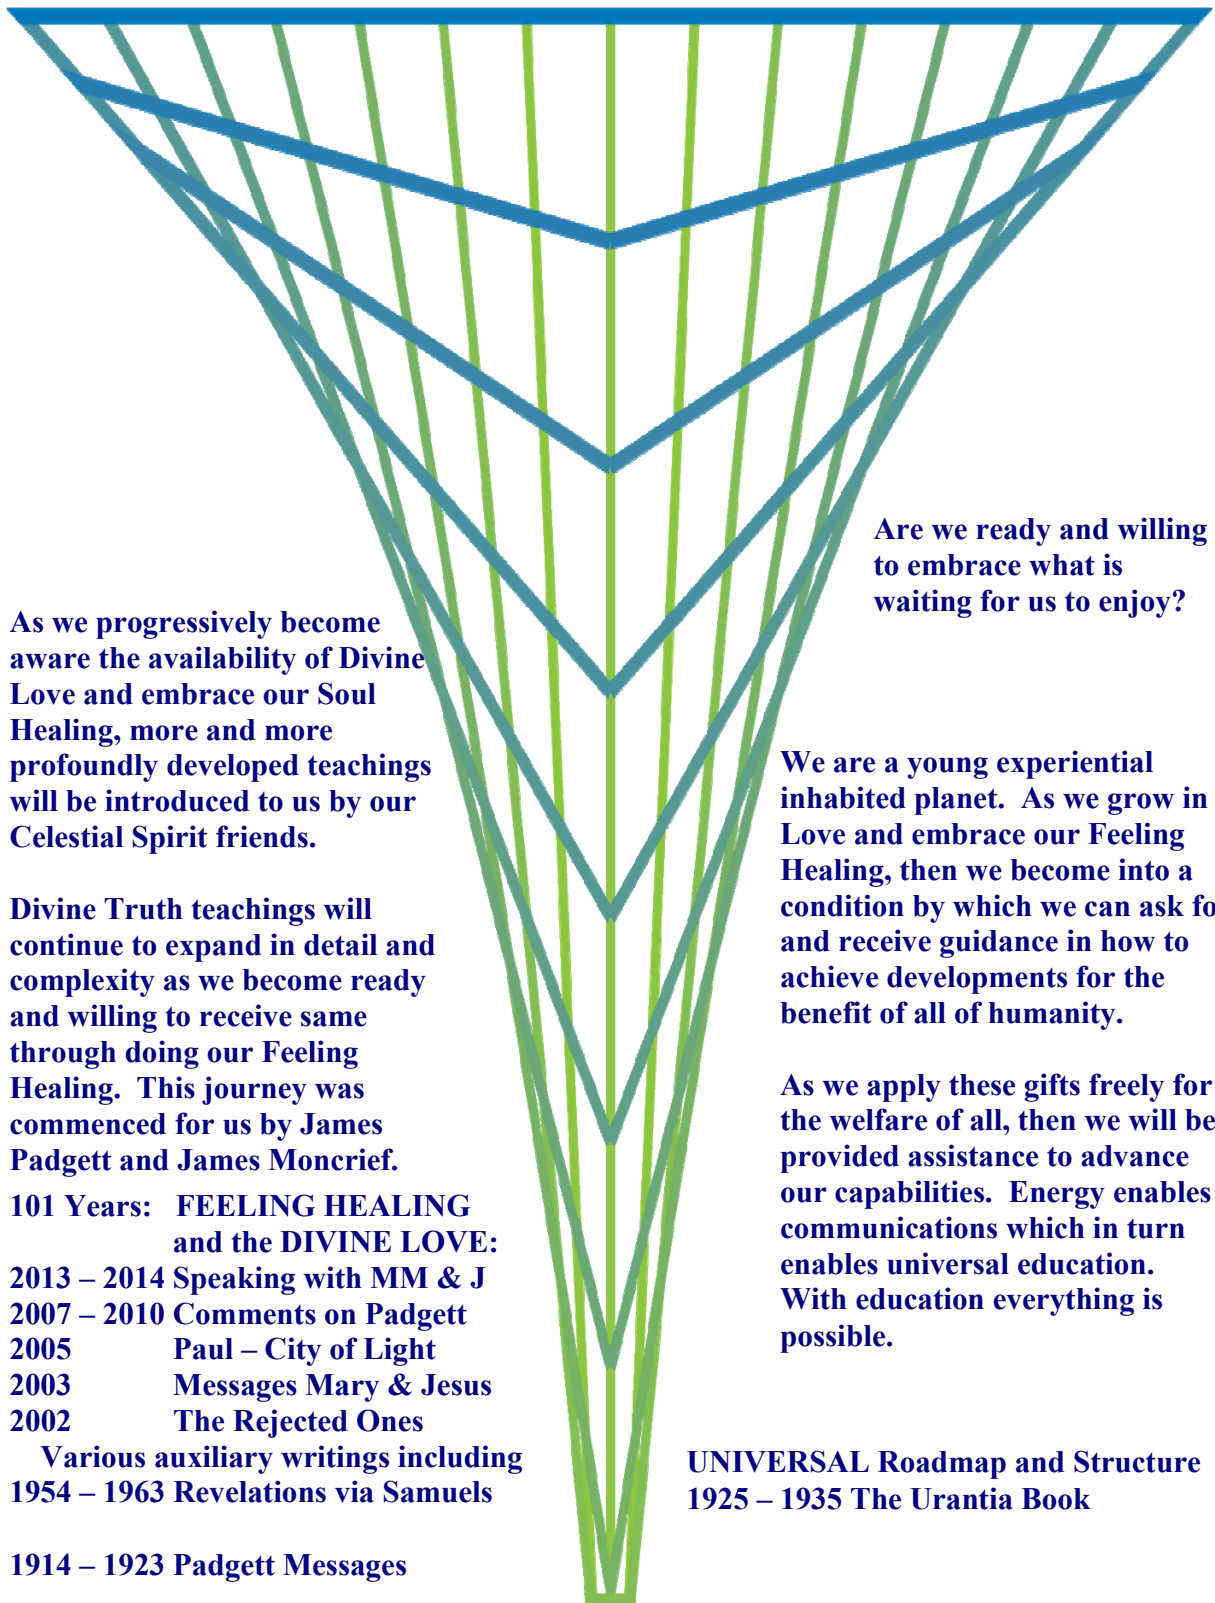 Are we ready and willing
to embrace what is
waiting for us to enjoy?
As we progressively become
aware the availability of Divine
Love and embrace our Soul
Healing, more and more
profoundly developed teachings
will be introduced to us by our
Celestial Spirit friends.
Divine Truth teachings will
continue to expand in detail and
complexity as we become ready
and willing to receive same
through doing our Feeling
Healing.  This journey was
commenced for us by James
Padgett and James Moncrief.
We are a young experiential
inhabited planet.  As we grow in
Love and embrace our Feeling
Healing, then we become into a
condition by which we can ask fo
and receive guidance in how to
achieve developments for the
benefit of all of humanity.
As we apply these gifts freely for
the welfare of all, then we will be
provided assistance to advance
our capabilities.  Energy enables
communications which in turn
enables universal education.
With education everything is
possible.
101 Years:   FEELING HEALING
and the DIVINE LOVE:
2013 – 2014 Speaking with MM & J
2007 – 2010 Comments on Padgett
2005 Paul – City of Light
2003 Messages Mary & Jesus
2002 The Rejected Ones
Various auxiliary writings including
1954 – 1963 Revelations via Samuels
1914 – 1923 Padgett Messages
UNIVERSAL Roadmap and Structure
1925 – 1935 The Urantia Book